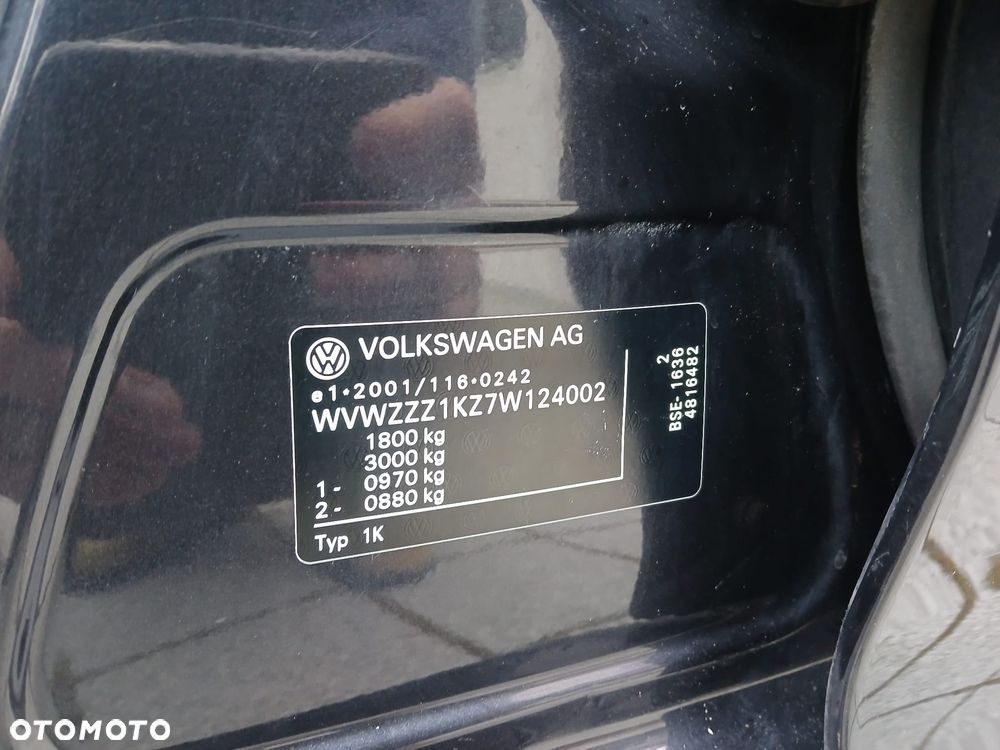 VOLKSWAGEN AG
e1*2001/116*0242
WVWZZZ1KZ7W124002
1800 kg
3000 kg
1- 0970 kg
2- 0880 kg
Typ 1K
2
BSE-1636
4816482
OTOMOTO